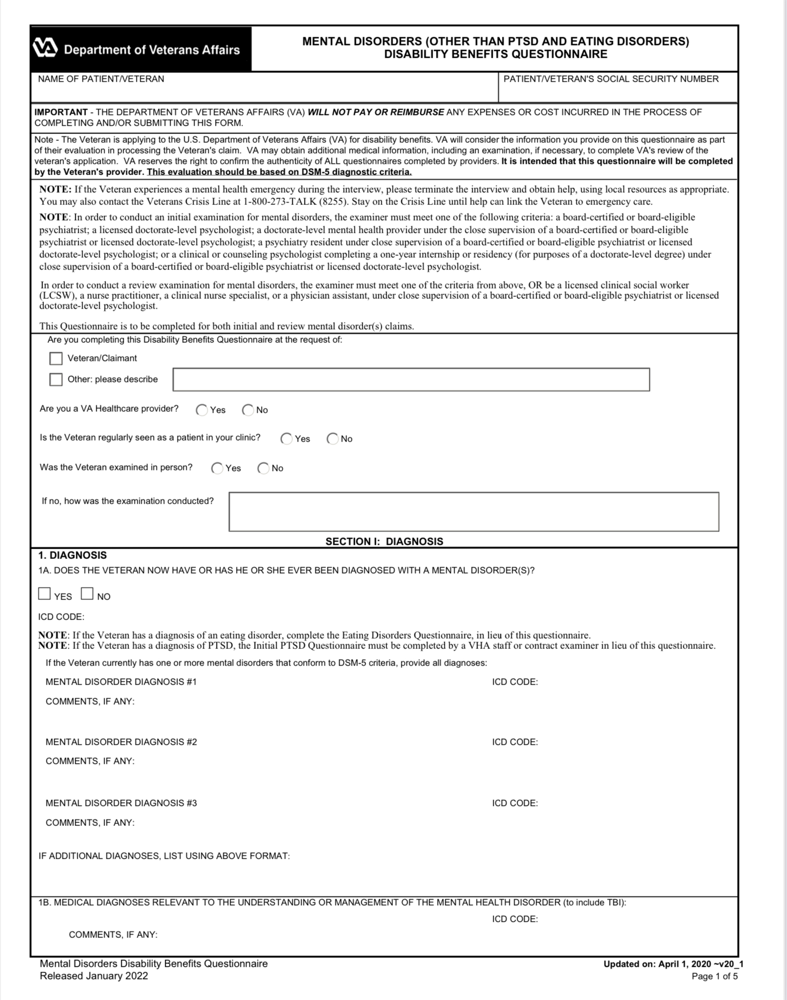 VA Department of Veterans Affairs
MENTAL DISORDERS (OTHER THAN PTSD AND EATING DISORDERS)
DISABILITY BENEFITS QUESTIONNAIRE
NAME OF PATIENT/VETERAN
PATIENT/VETERAN'S SOCIAL SECURITY NUMBER
IMPORTANT - THE DEPARTMENT OF VETERANS AFFAIRS (VA) WILL NOT PAY OR REIMBURSE ANY EXPENSES OR COST INCURRED IN THE PROCESS OF
COMPLETING AND/OR SUBMITTING THIS FORM.
Note - The Veteran is applying to the U.S. Department of Veterans Affairs (VA) for disability benefits. VA will consider the information you provide on this questionnaire as part
of their evaluation in processing the Veteran's claim. VA may obtain additional medical information, including an examination, if necessary, to complete VA's review of the
veteran's application. VA reserves the right to confirm the authenticity of ALL questionnaires completed by providers. It is intended that this questionnaire will be completed
by the Veteran's provider. This evaluation should be based on DSM-5 diagnostic criteria.
NOTE: If the Veteran experiences a mental health emergency during the interview, please terminate the interview and obtain help, using local resources as appropriate.
You may also contact the Veterans Crisis Line at 1-800-273-TALK (8255). Stay on the Crisis Line until help can link the Veteran to emergency care.
NOTE: In order to conduct an initial examination for mental disorders, the examiner must meet one of the following criteria: a board-certified or board-eligible
psychiatrist; a licensed doctorate-level psychologist; a doctorate-level mental health provider under the close supervision of a board-certified or board-eligible
psychiatrist or licensed doctorate-level psychologist; a psychiatry resident under close supervision of a board-certified or board-eligible psychiatrist or licensed
doctorate-level psychologist; or a clinical or counseling psychologist completing a one-year internship or residency (for purposes of a doctorate-level degree) under
close supervision of a board-certified or board-eligible psychiatrist or licensed doctorate-level psychologist.
In order to conduct a review examination for mental disorders, the examiner must meet one of the criteria from above, OR be a licensed clinical social worker
(LCSW), a nurse practitioner, a clinical nurse specialist, or a physician assistant, under close supervision of a board-certified or board-eligible psychiatrist or licensed
doctorate-level psychologist.
This Questionnaire is to be completed for both initial and review mental disorder(s) claims.
Are you completing this Disability Benefits Questionnaire at the request of:
Veteran/Claimant
Other: please describe
Are you a VA Healthcare provider? Yes No
Is the Veteran regularly seen as a patient in your clinic? Yes No
Was the Veteran examined in person? Yes No
If no, how was the examination conducted?
SECTION I: DIAGNOSIS
1. DIAGNOSIS
1A. DOES THE VETERAN NOW HAVE OR HAS HE OR SHE EVER BEEN DIAGNOSED WITH A MENTAL DISORDER(S)?
YES NO
ICD CODE:
NOTE: If the Veteran has a diagnosis of an eating disorder, complete the Eating Disorders Questionnaire, in lieu of this questionnaire.
NOTE: If the Veteran has a diagnosis of PTSD, the Initial PTSD Questionnaire must be completed by a VHA staff or contract examiner in lieu of this questionnaire.
If the Veteran currently has one or more mental disorders that conform to DSM-5 criteria, provide all diagnoses:
MENTAL DISORDER DIAGNOSIS #1 ICD CODE:
COMMENTS, IF ANY:
MENTAL DISORDER DIAGNOSIS #2 ICD CODE:
COMMENTS, IF ANY:
MENTAL DISORDER DIAGNOSIS #3 ICD CODE:
COMMENTS, IF ANY:
IF ADDITIONAL DIAGNOSES, LIST USING ABOVE FORMAT:
1B. MEDICAL DIAGNOSES RELEVANT TO THE UNDERSTANDING OR MANAGEMENT OF THE MENTAL HEALTH DISORDER (to include TBI):
ICD CODE:
COMMENTS, IF ANY:
Mental Disorders Disability Benefits Questionnaire Updated on: April 1, 2020 ~v20_1
Released January 2022 Page 1 of 5